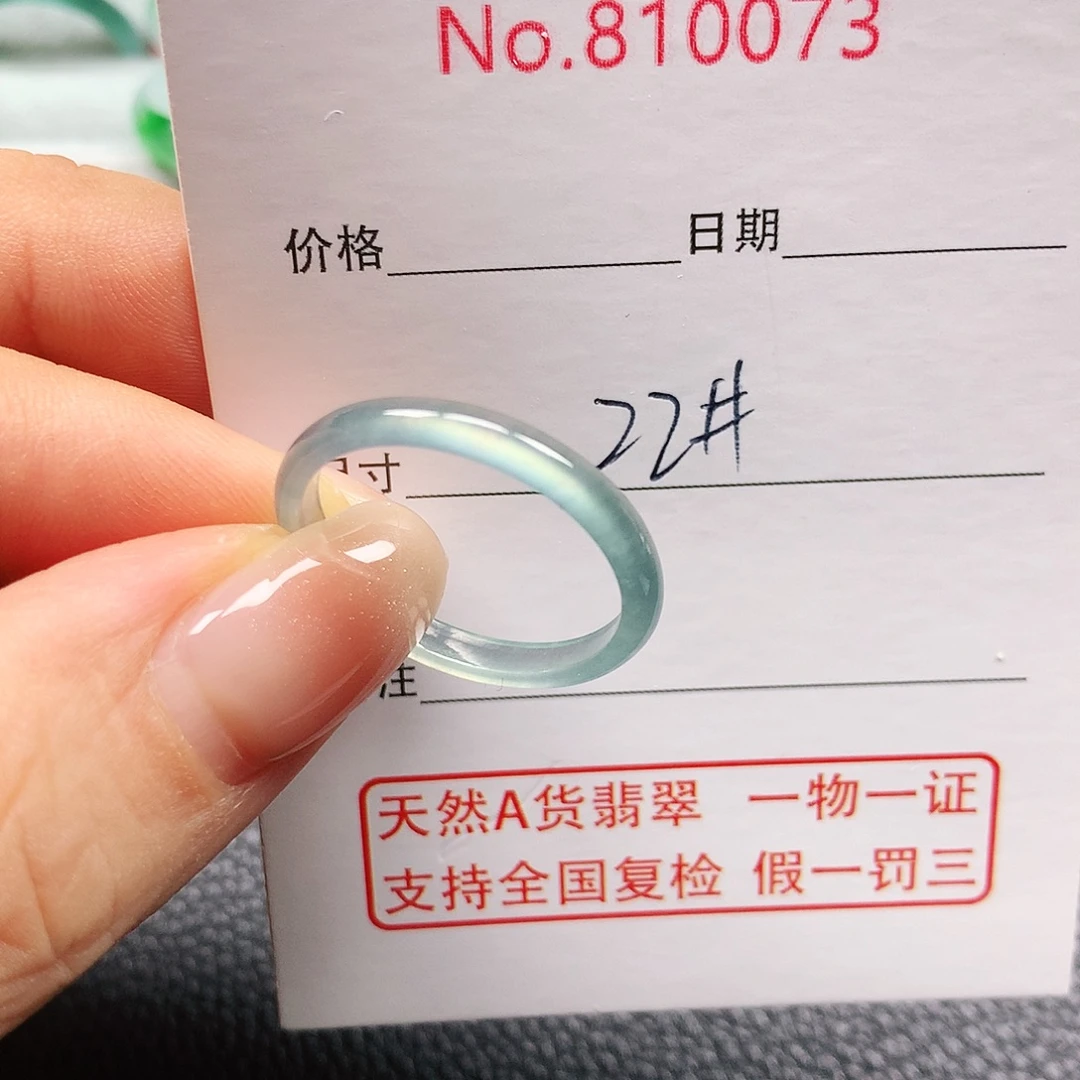 No.810073
价格 日期
尺寸 22#
注
天然A货翡翠 一物一证
支持全国复检 假一罚三